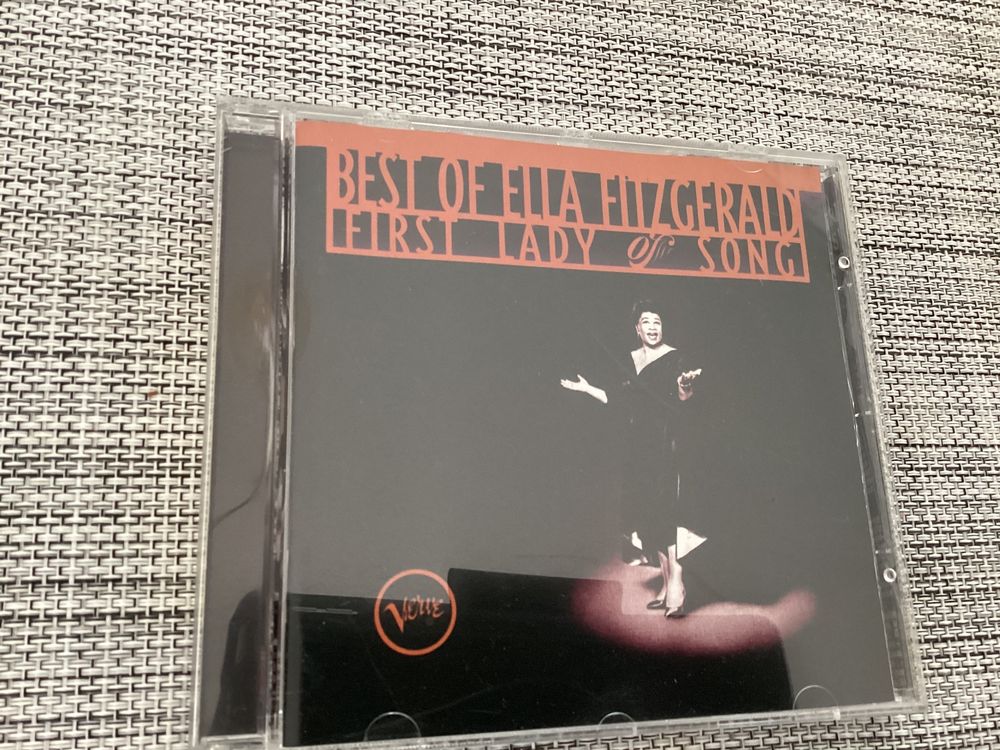 BEST OF ELLA FITZGERALD
FIRST LADY of SONG
Verve